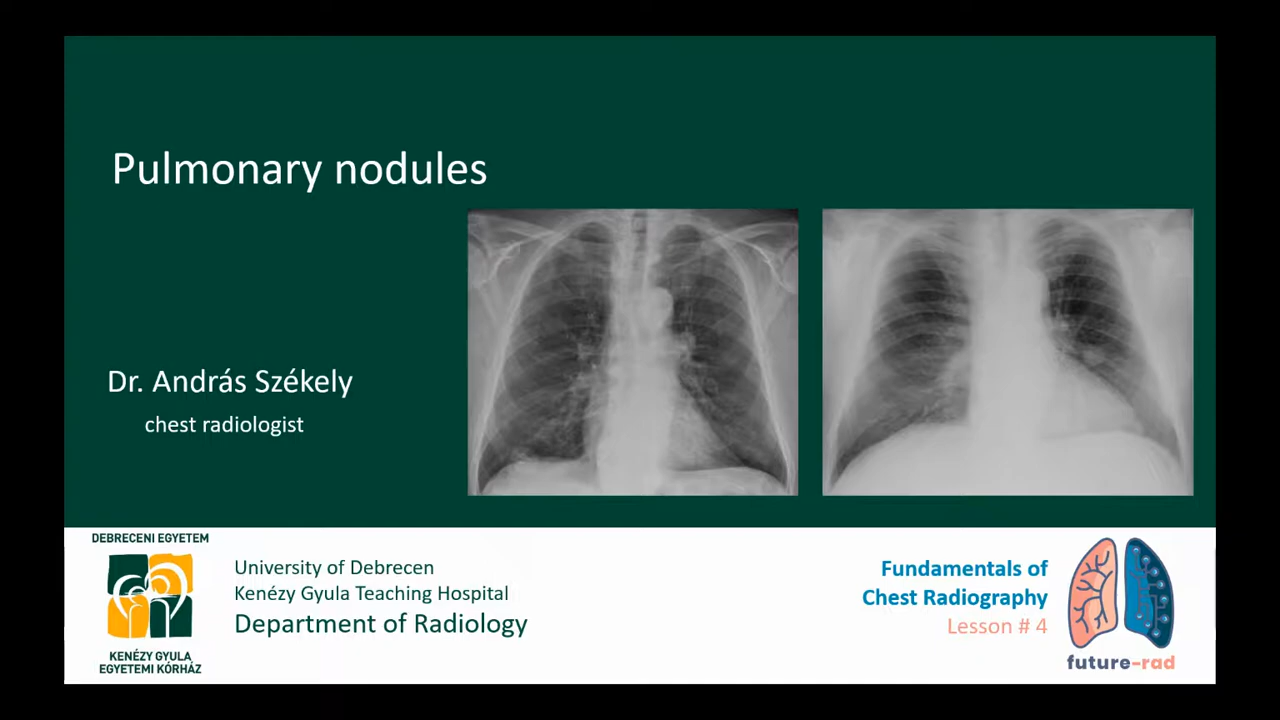 Pulmonary nodules
Dr. András Székely
chest radiologist
DEBRECENI EGYETEM
KENÉZY GYULA
EGYETEMI KÓRHÁZ
University of Debrecen
Kenézy Gyula Teaching Hospital
Department of Radiology
Fundamentals of
Chest Radiography
Lesson # 4
future-rad